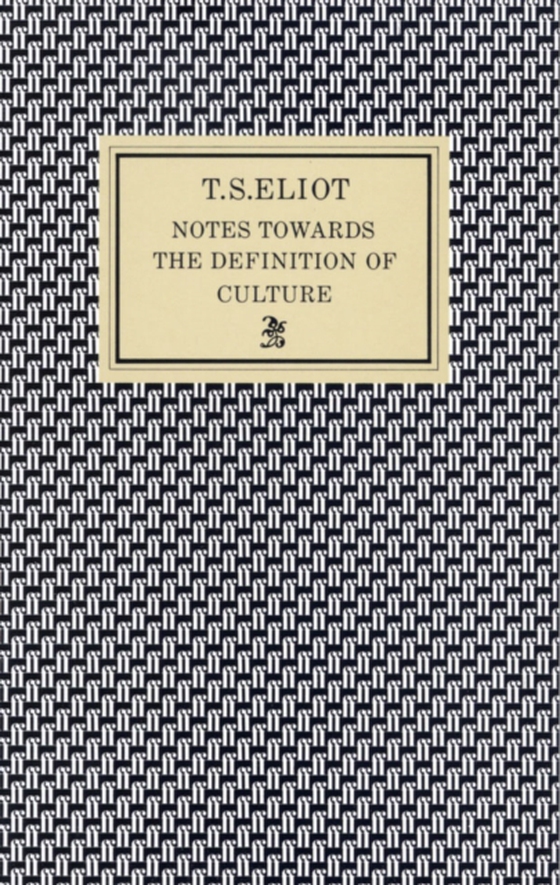 T.S.ELIOT
NOTES TOWARDS
THE DEFINITION OF
CULTURE